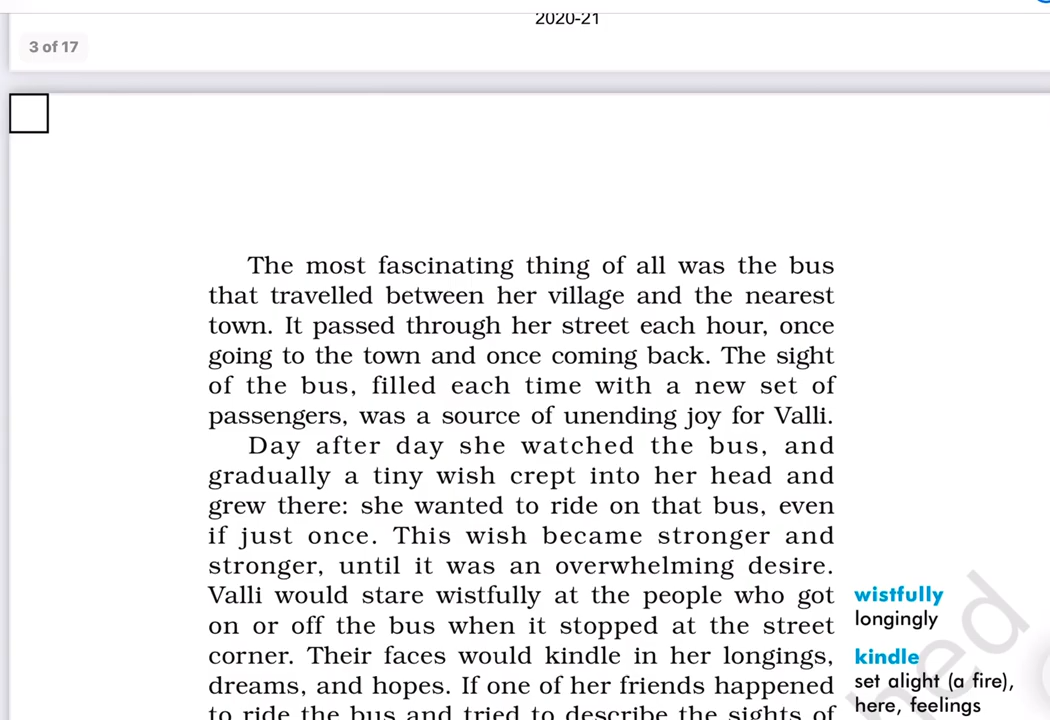 2020-21
3 of 17
The most fascinating thing of all was the bus
that travelled between her village and the nearest
town. It passed through her street each hour, once
going to the town and once coming back. The sight
of the bus, filled each time with a new set of
passengers, was a source of unending joy for Valli.
Day after day she watched the bus, and
gradually a tiny wish crept into her head and
grew there: she wanted to ride on that bus, even
if just once. This wish became stronger and
stronger, until it was an overwhelming desire.
Valli would stare wistfully at the people who got
on or off the bus when it stopped at the street
corner. Their faces would kindle in her longings,
dreams, and hopes. If one of her friends happened
to ride the bus and tried to describe the sights of
wistfully
longingly
kindle
set alight (a fire),
here, feelings